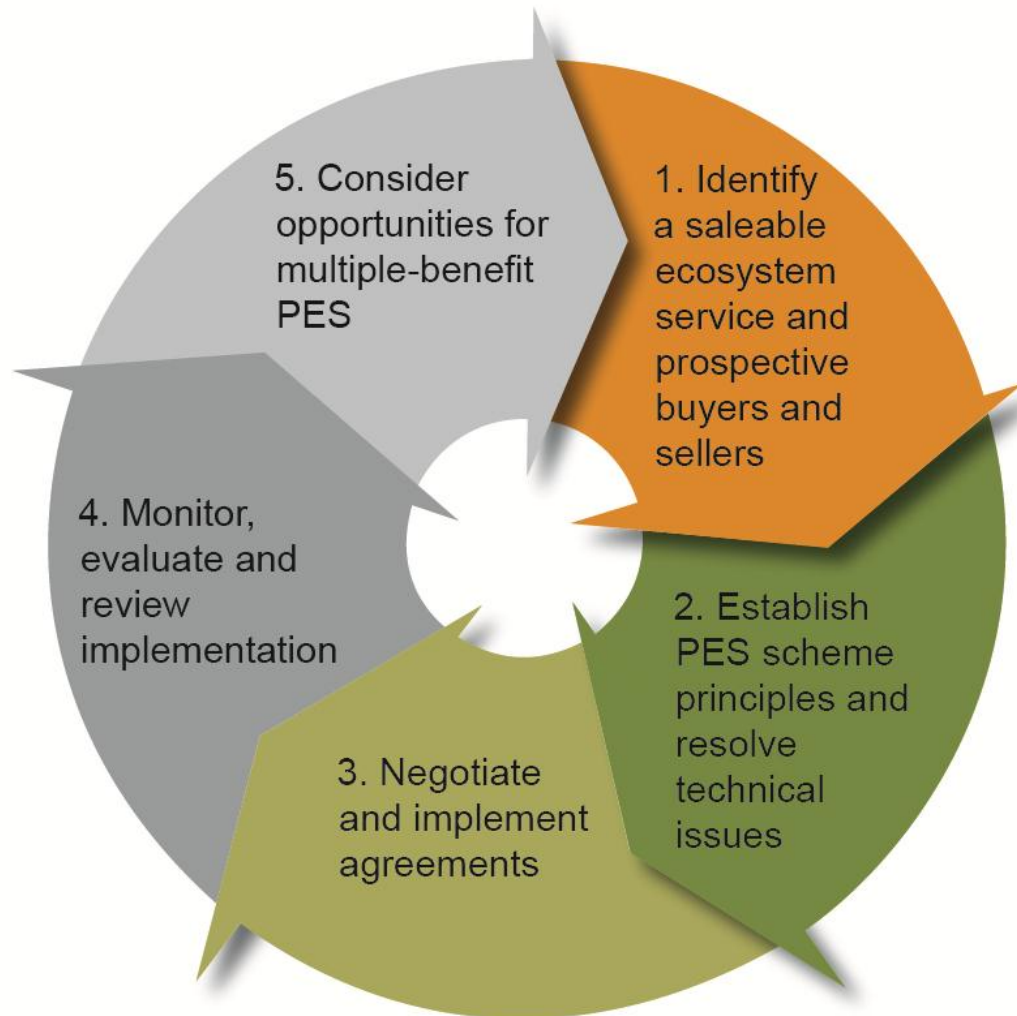 1. Identify
a saleable
ecosystem
service and
prospective
buyers and
sellers
2. Establish
PES scheme
principles and
resolve
technical
issues
3. Negotiate
and implement
agreements
4. Monitor,
evaluate and
review
implementation
5. Consider
opportunities for
multiple-benefit
PES